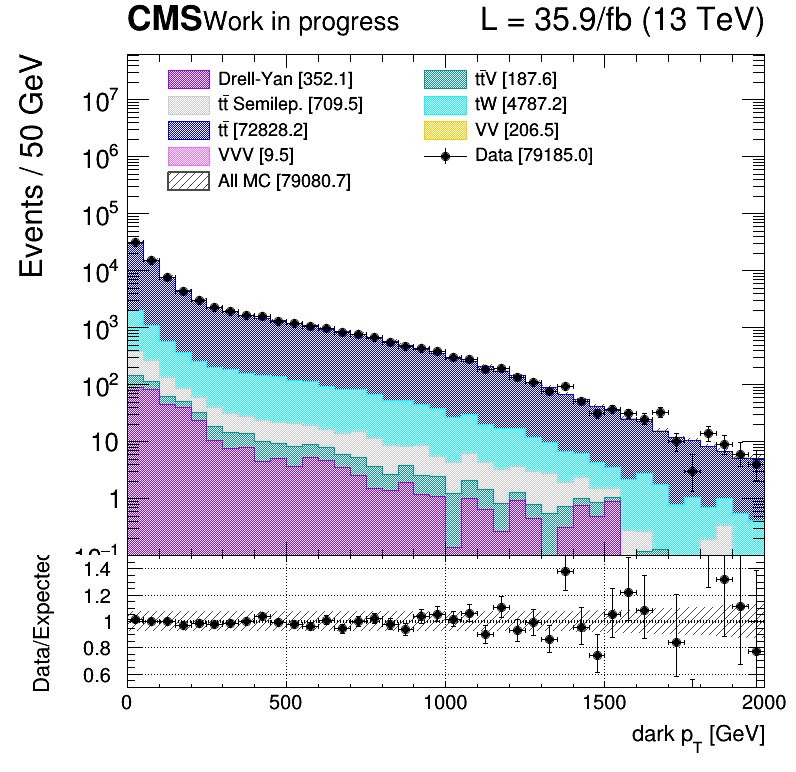 CMS Work in progress L = 35.9/fb (13 TeV)
Events / 50 GeV
Drell-Yan [352.1]
tt̄ Semilep. [709.5]
tt̄ [72828.2]
VVV [9.5]
All MC [79080.7]
tt̄V [187.6]
tW [4787.2]
VV [206.5]
Data [79185.0]
10⁷
10⁶
10⁵
10⁴
10³
10²
10
1
10⁻¹
Data/Expected
1.4
1.2
1
0.8
0.6
0 500 1000 1500 2000
dark p_T [GeV]